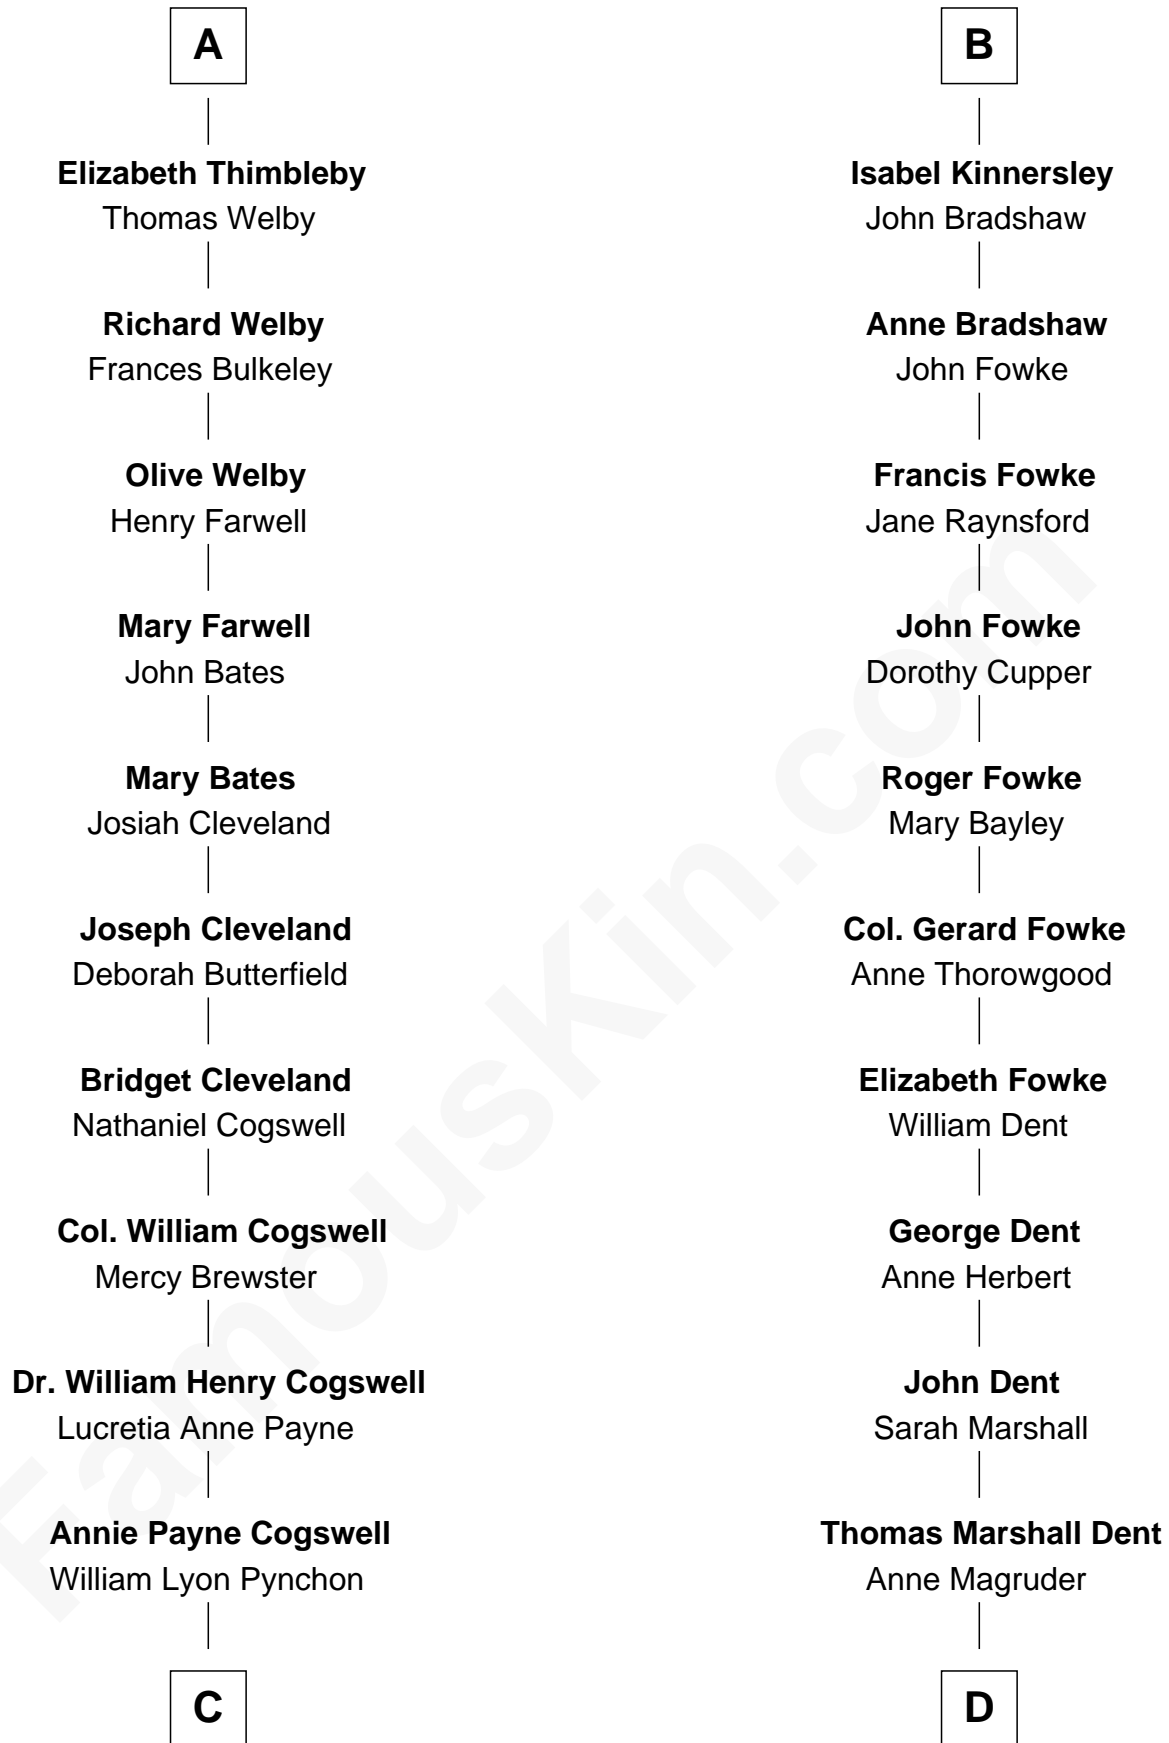 A
Elizabeth Thimbleby
Thomas Welby
Richard Welby
Frances Bulkeley
Olive Welby
Henry Farwell
Mary Farwell
John Bates
Mary Bates
Josiah Cleveland
Joseph Cleveland
Deborah Butterfield
Bridget Cleveland
Nathaniel Cogswell
Col. William Cogswell
Mercy Brewster
Dr. William Henry Cogswell
Lucretia Anne Payne
Annie Payne Cogswell
William Lyon Pynchon
C
B
Isabel Kinnersley
John Bradshaw
Anne Bradshaw
John Fowke
Francis Fowke
Jane Raynsford
John Fowke
Dorothy Cupper
Roger Fowke
Mary Bayley
Col. Gerard Fowke
Anne Thorowgood
Elizabeth Fowke
William Dent
George Dent
Anne Herbert
John Dent
Sarah Marshall
Thomas Marshall Dent
Anne Magruder
D
FamousKin.com